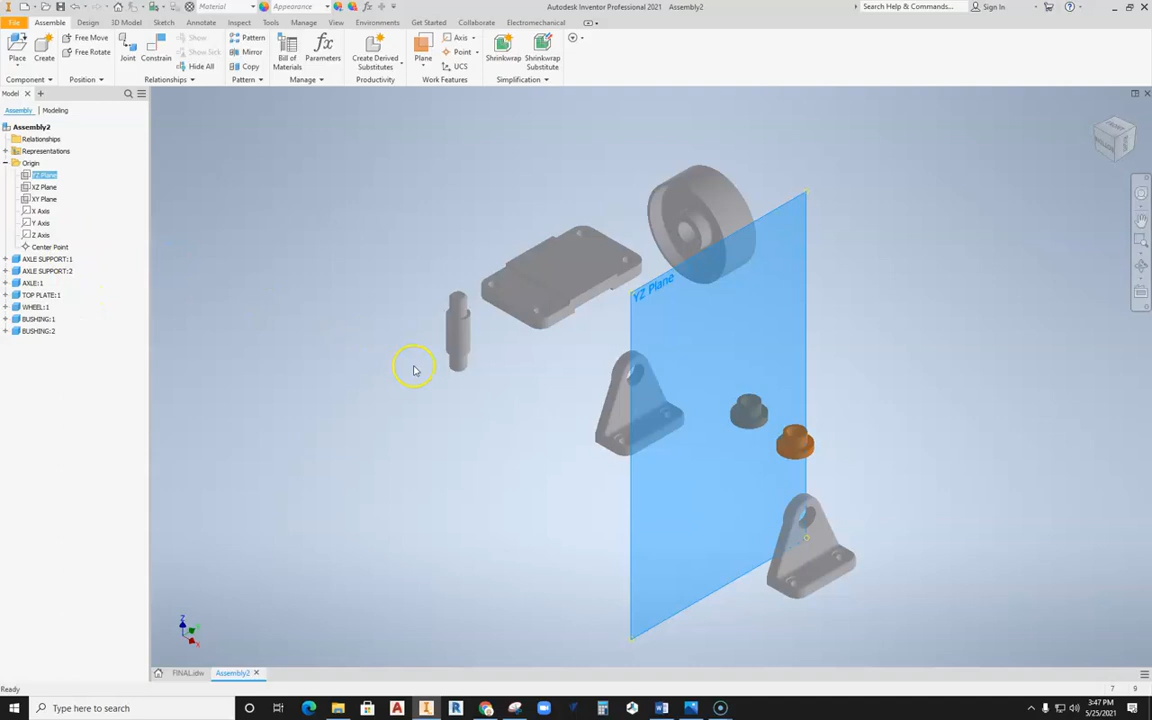 Material
Appearance
Autodesk Inventor Professional 2021 Assembly2
Search Help & Commands...
Sign In
File
Assemble
Design
3D Model
Sketch
Annotate
Inspect
Tools
Manage
View
Environments
Get Started
Collaborate
Electromechanical
Place
Create
Free Move
Free Rotate
Component
Position
Joint
Constrain
Show
Show Sick
Hide All
Relationships
Pattern
Mirror
Copy
Pattern
Bill of
Materials
Parameters
Manage
Create Derived
Substitutes
Productivity
Plane
Axis
Point
UCS
Work Features
Shrinkwrap
Shrinkwrap
Substitute
Simplification
Model
Assembly
Modeling
Assembly2
Relationships
Representations
Origin
YZ Plane
XZ Plane
XY Plane
X Axis
Y Axis
Z Axis
Center Point
AXLE SUPPORT:1
AXLE SUPPORT:2
AXLE:1
TOP PLATE:1
WHEEL:1
BUSHING:1
BUSHING:2
YZ Plane
Z
X
FINAL.idw
Assembly2
Ready
7
9
Type here to search
3:47 PM
5/25/2021